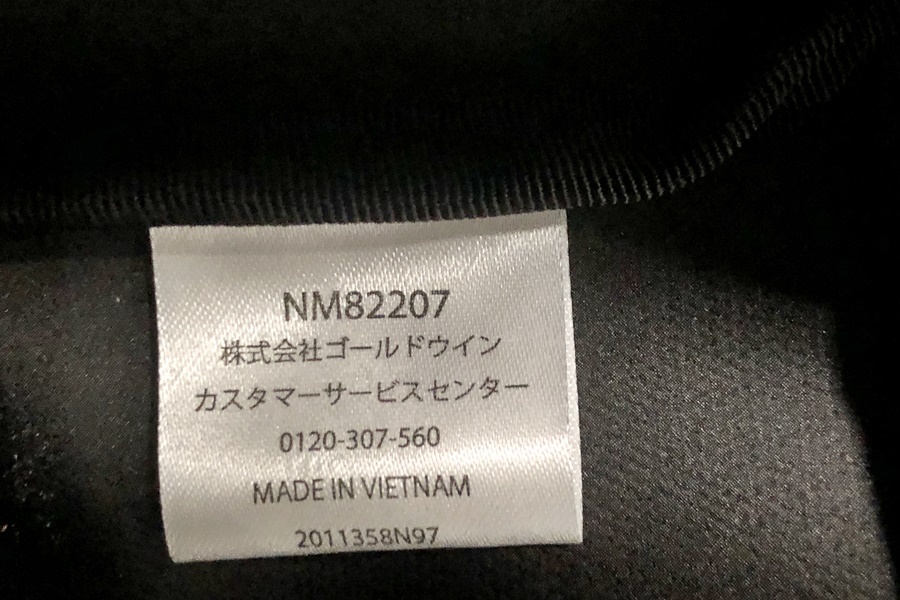 NM82207
株式会社ゴールドウイン
カスタマーサービスセンター
0120-307-560
MADE IN VIETNAM
2011358N97